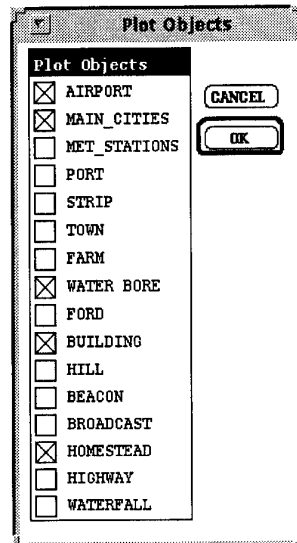 Plot Objects
Plot Objects
AIRPORT
CANCEL
MAIN_CITIES
OK
MET_STATIONS
PORT
STRIP
TOWN
FARM
WATER BORE
FORD
BUILDING
HILL
BEACON
BROADCAST
HOMESTEAD
HIGHWAY
WATERFALL